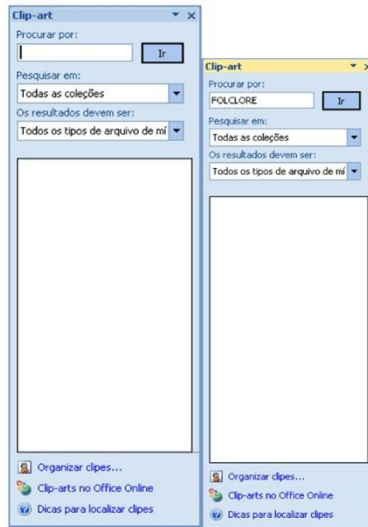 Clip-art
Procurar por:
Ir
Pesquisar em:
Todas as coleções
Os resultados devem ser:
Todos os tipos de arquivo de mí
Organizar clipes...
Clip-arts no Office Online
Dicas para localizar clipes
Clip-art
Procurar por:
FOLCLORE
Ir
Pesquisar em:
Todas as coleções
Os resultados devem ser:
Todos os tipos de arquivo de mí
Organizar clipes...
Clip-arts no Office Online
Dicas para localizar clipes